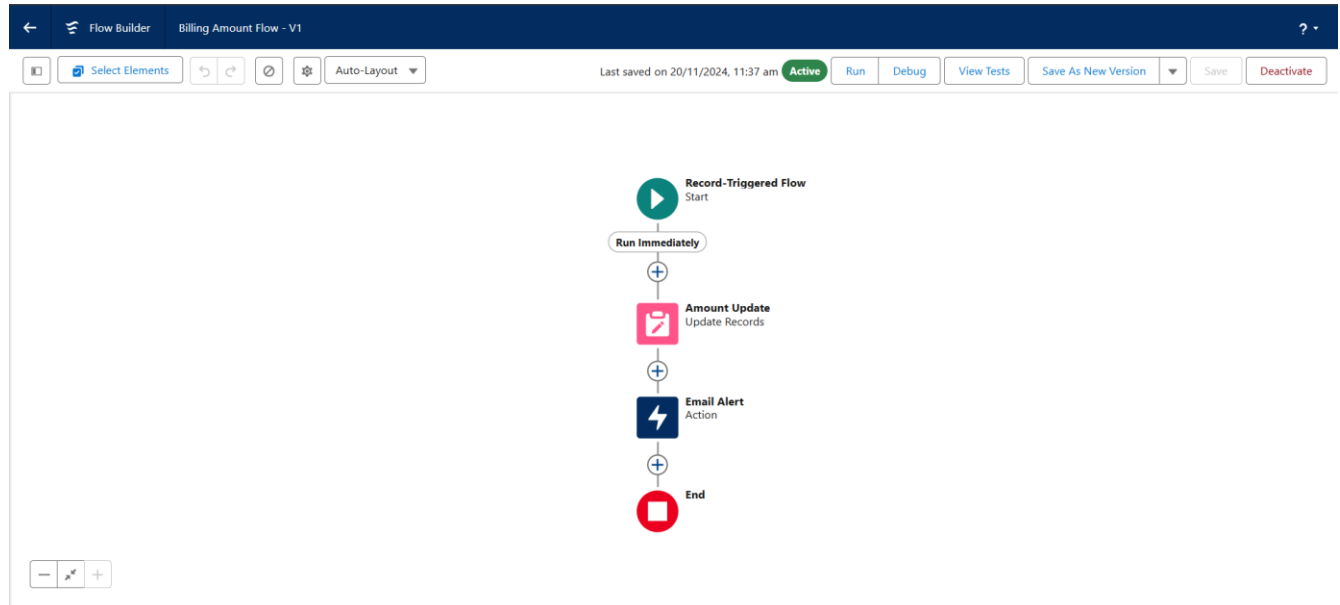 Flow Builder Billing Amount Flow - V1 ?
Select Elements Auto-Layout Last saved on 20/11/2024, 11:37 am Active Run Debug View Tests Save As New Version Save Deactivate
Record-Triggered Flow
Start
Run Immediately
Amount Update
Update Records
Email Alert
Action
End